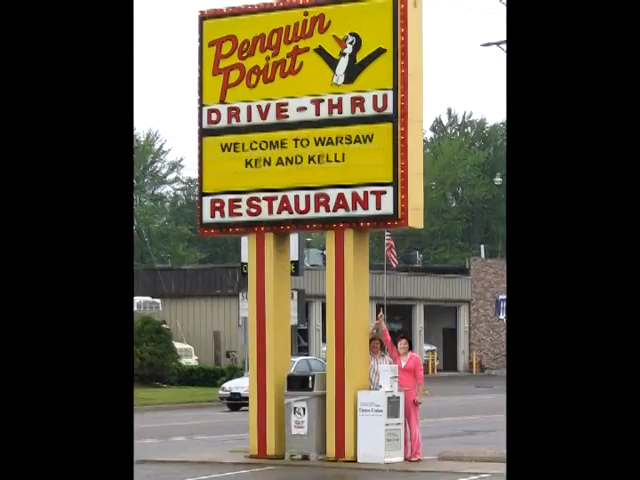 Penguin
Point
DRIVE-THRU
WELCOME TO WARSAW
KEN AND KELLI
RESTAURANT